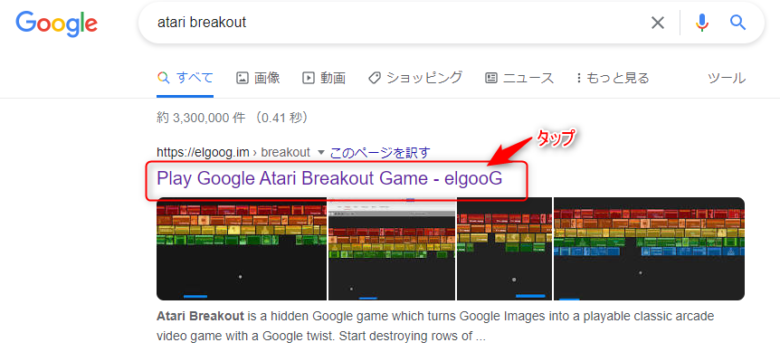 Google
atari breakout
すべて 画像 動画 ショッピング ニュース もっと見る ツール
約 3,300,000 件 （0.41 秒）
タップ
https://elgoog.im › breakout ▼ このページを訳す
Play Google Atari Breakout Game - elgooG
Atari Breakout is a hidden Google game which turns Google Images into a playable classic arcade
video game with a Google twist. Start destroying rows of ...